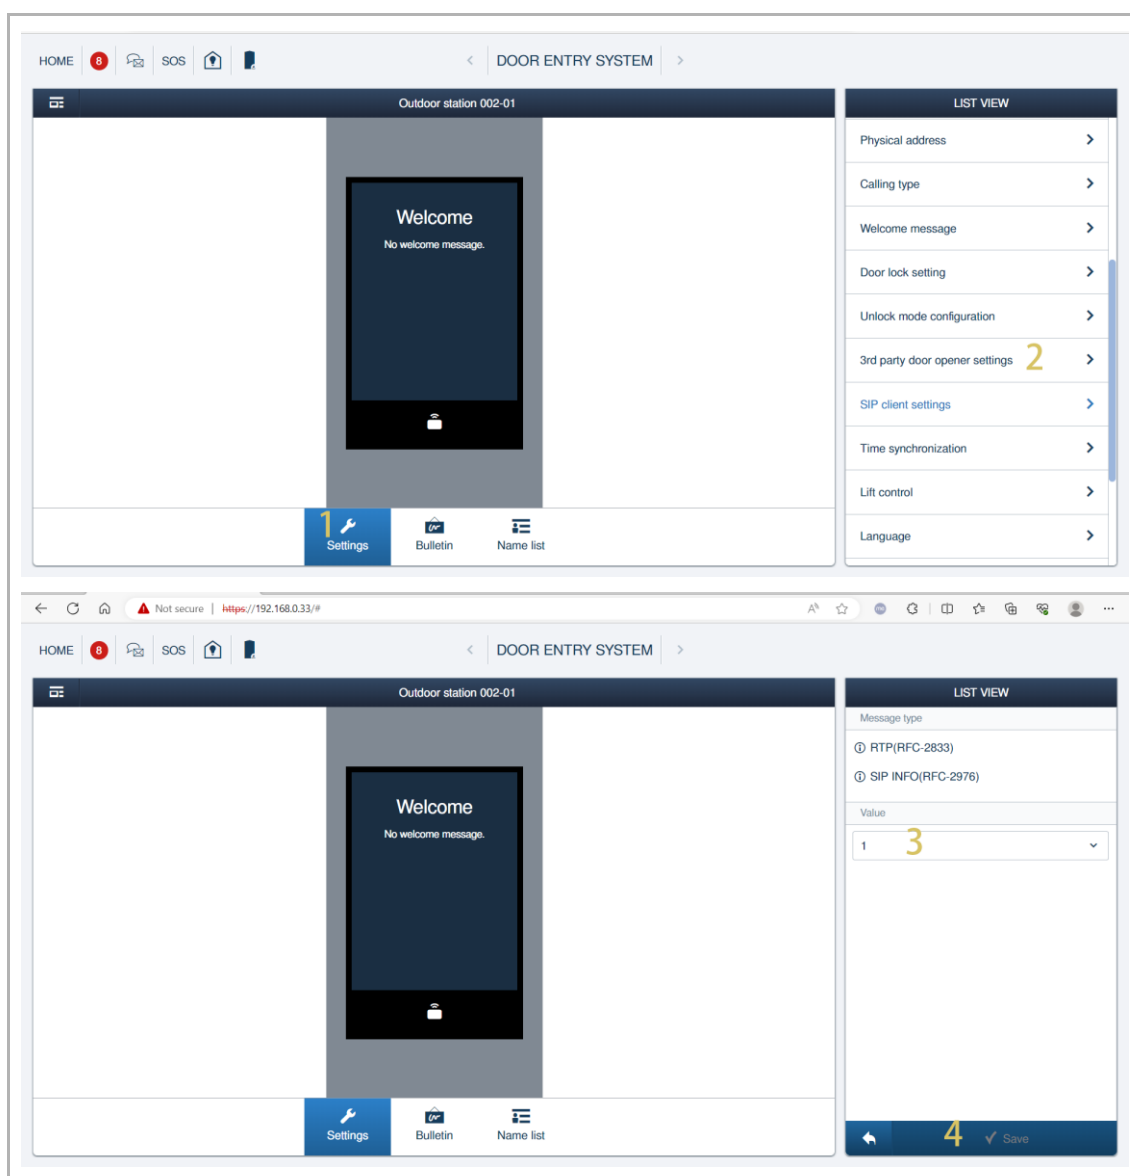 HOME 8 SOS DOOR ENTRY SYSTEM
Outdoor station 002-01
Welcome
No welcome message.
1
Settings Bulletin Name list
LIST VIEW
Physical address
Calling type
Welcome message
Door lock setting
Unlock mode configuration
3rd party door opener settings 2
SIP client settings
Time synchronization
Lift control
Language
Not secure | https://192.168.0.33/#
HOME 8 SOS DOOR ENTRY SYSTEM
Outdoor station 002-01
Welcome
No welcome message.
Settings Bulletin Name list
LIST VIEW
Message type
RTP(RFC-2833)
SIP INFO(RFC-2976)
Value
1 3
4 Save